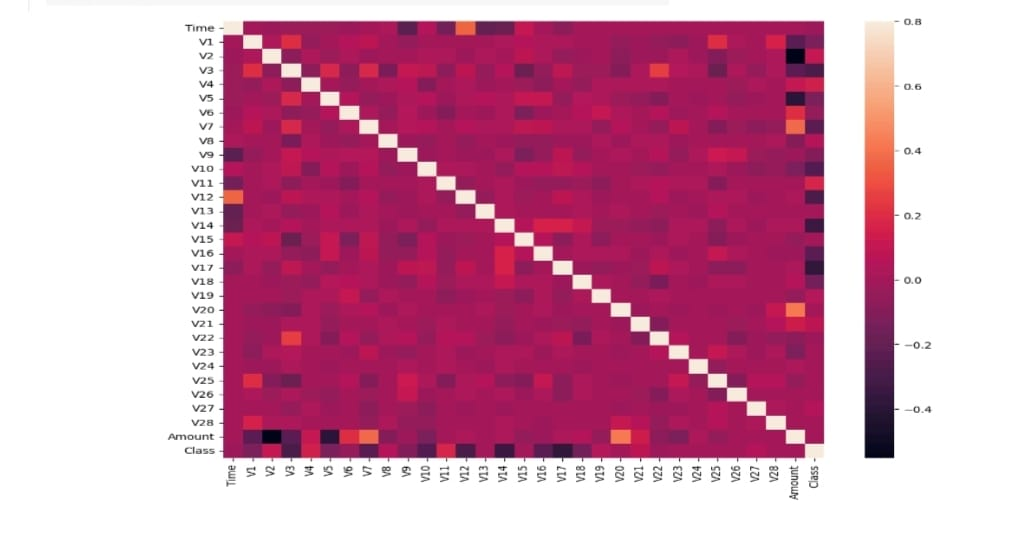 Time
V1
V2
V3
V4
V5
V6
V7
V8
V9
V10
V11
V12
V13
V14
V15
V16
V17
V18
V19
V20
V21
V22
V23
V24
V25
V26
V27
V28
Amount
Class
Time V1 V2 V3 V4 V5 V6 V7 V8 V9 V10 V11 V12 V13 V14 V15 V16 V17 V18 V19 V20 V21 V22 V23 V24 V25 V26 V27 V28 Amount Class
0.8
0.6
0.4
0.2
0.0
−0.2
−0.4